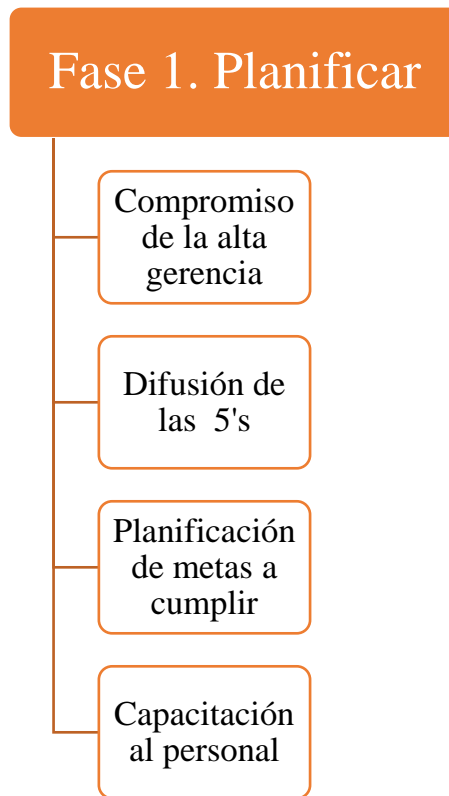 Fase 1. Planificar
Compromiso
de la alta
gerencia
Difusión de
las 5's
Planificación
de metas a
cumplir
Capacitación
al personal